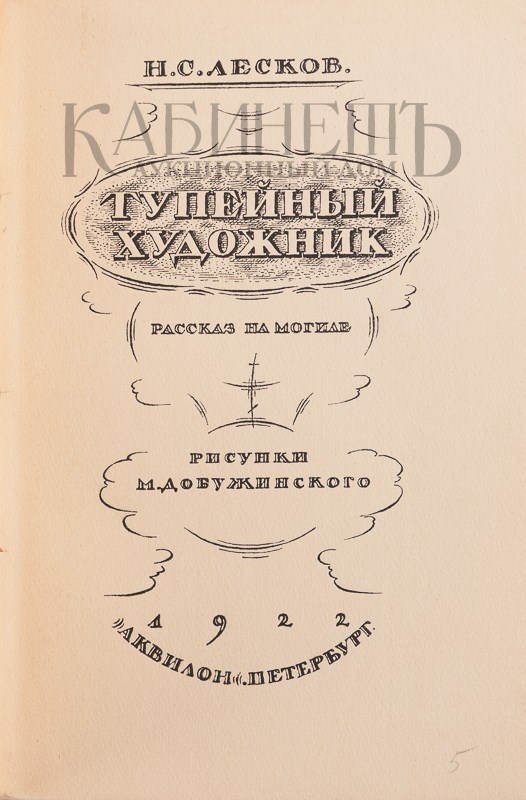 Н.С.ЛЕСКОВ.
КАБИНЕТЪ
АУКЦИОННЫЙ ДОМ
ТУПЕЙНЫЙ
ХУДОЖНИК
РАССКАЗ НА МОГИЛЕ
РИСУНКИ
М.ДОБУЖИНСКОГО
1922
„АКВИЛОН“.ПЕТЕРБУРГ.
5